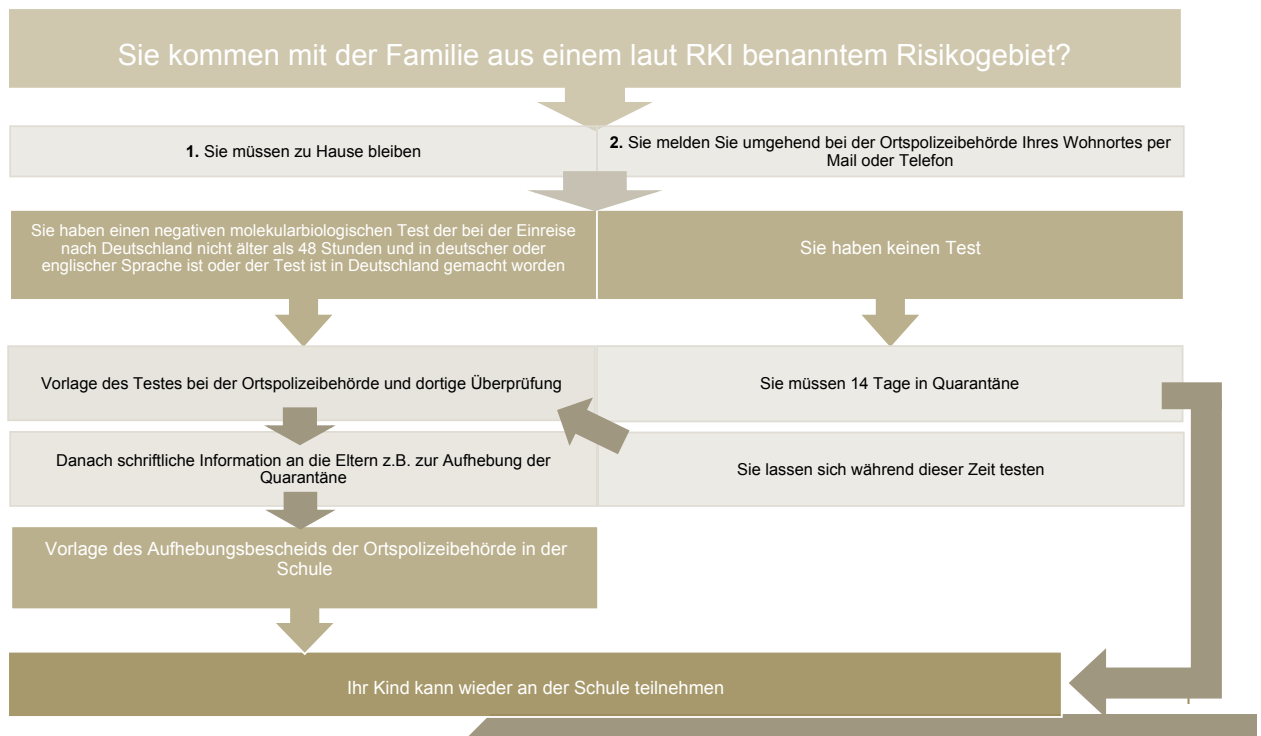 Sie kommen mit der Familie aus einem laut RKI benanntem Risikogebiet?
1. Sie müssen zu Hause bleiben
2. Sie melden Sie umgehend bei der Ortspolizeibehörde Ihres Wohnortes per
Mail oder Telefon
Sie haben einen negativen molekularbiologischen Test der bei der Einreise
nach Deutschland nicht älter als 48 Stunden und in deutscher oder
englischer Sprache ist oder der Test ist in Deutschland gemacht worden
Sie haben keinen Test
Vorlage des Testes bei der Ortspolizeibehörde und dortige Überprüfung
Sie müssen 14 Tage in Quarantäne
Danach schriftliche Information an die Eltern z.B. zur Aufhebung der
Quarantäne
Sie lassen sich während dieser Zeit testen
Vorlage des Aufhebungsbescheids der Ortspolizeibehörde in der
Schule
Ihr Kind kann wieder an der Schule teilnehmen